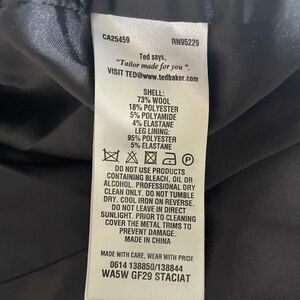 CA25459 RN95229
Ted says,
"Tailor made for you".
VISIT TED@www.tedbaker.com
SHELL:
73% WOOL
18% POLYESTER
5% POLYAMIDE
4% ELASTANE
LEG LINING:
95% POLYESTER
5% ELASTANE
P
DO NOT USE PRODUCTS
CONTAINING BLEACH, OIL OR
ALCOHOL. PROFESSIONAL DRY
CLEAN ONLY. DO NOT TUMBLE
DRY. COOL IRON ON REVERSE.
DO NOT LEAVE IN DIRECT
SUNLIGHT. PRIOR TO CLEANING
COVER THE METAL TRIMS TO
PREVENT DAMAGE.
MADE IN CHINA
MADE WITH CARE, WEAR WITH PRIDE
0614 138850/138844
WA5W GF29 STACIAT